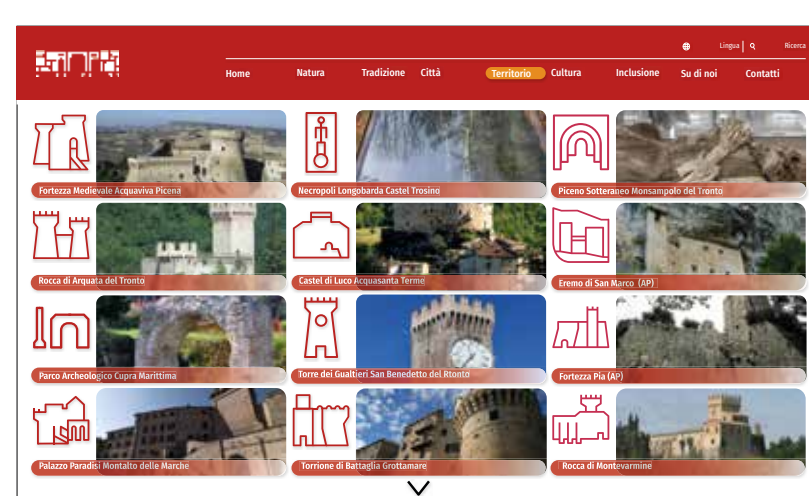 Lingua
Ricerca
Home
Natura
Tradizione
Città
Territorio
Cultura
Inclusione
Su di noi
Contatti
Fortezza Medievale Acquaviva Picena
Necropoli Longobarda Castel Trosino
Piceno Sotteraneo Monsampolo del Tronto
Rocca di Arquata del Tronto
Castel di Luco Acquasanta Terme
Eremo di San Marco (AP)
Parco Archeologico Cupra Marittima
Torre dei Gualtieri San Benedetto del Rtonto
Fortezza Pia (AP)
Palazzo Paradisi Montalto delle Marche
Torrione di Battaglia Grottamare
Rocca di Montevarmine